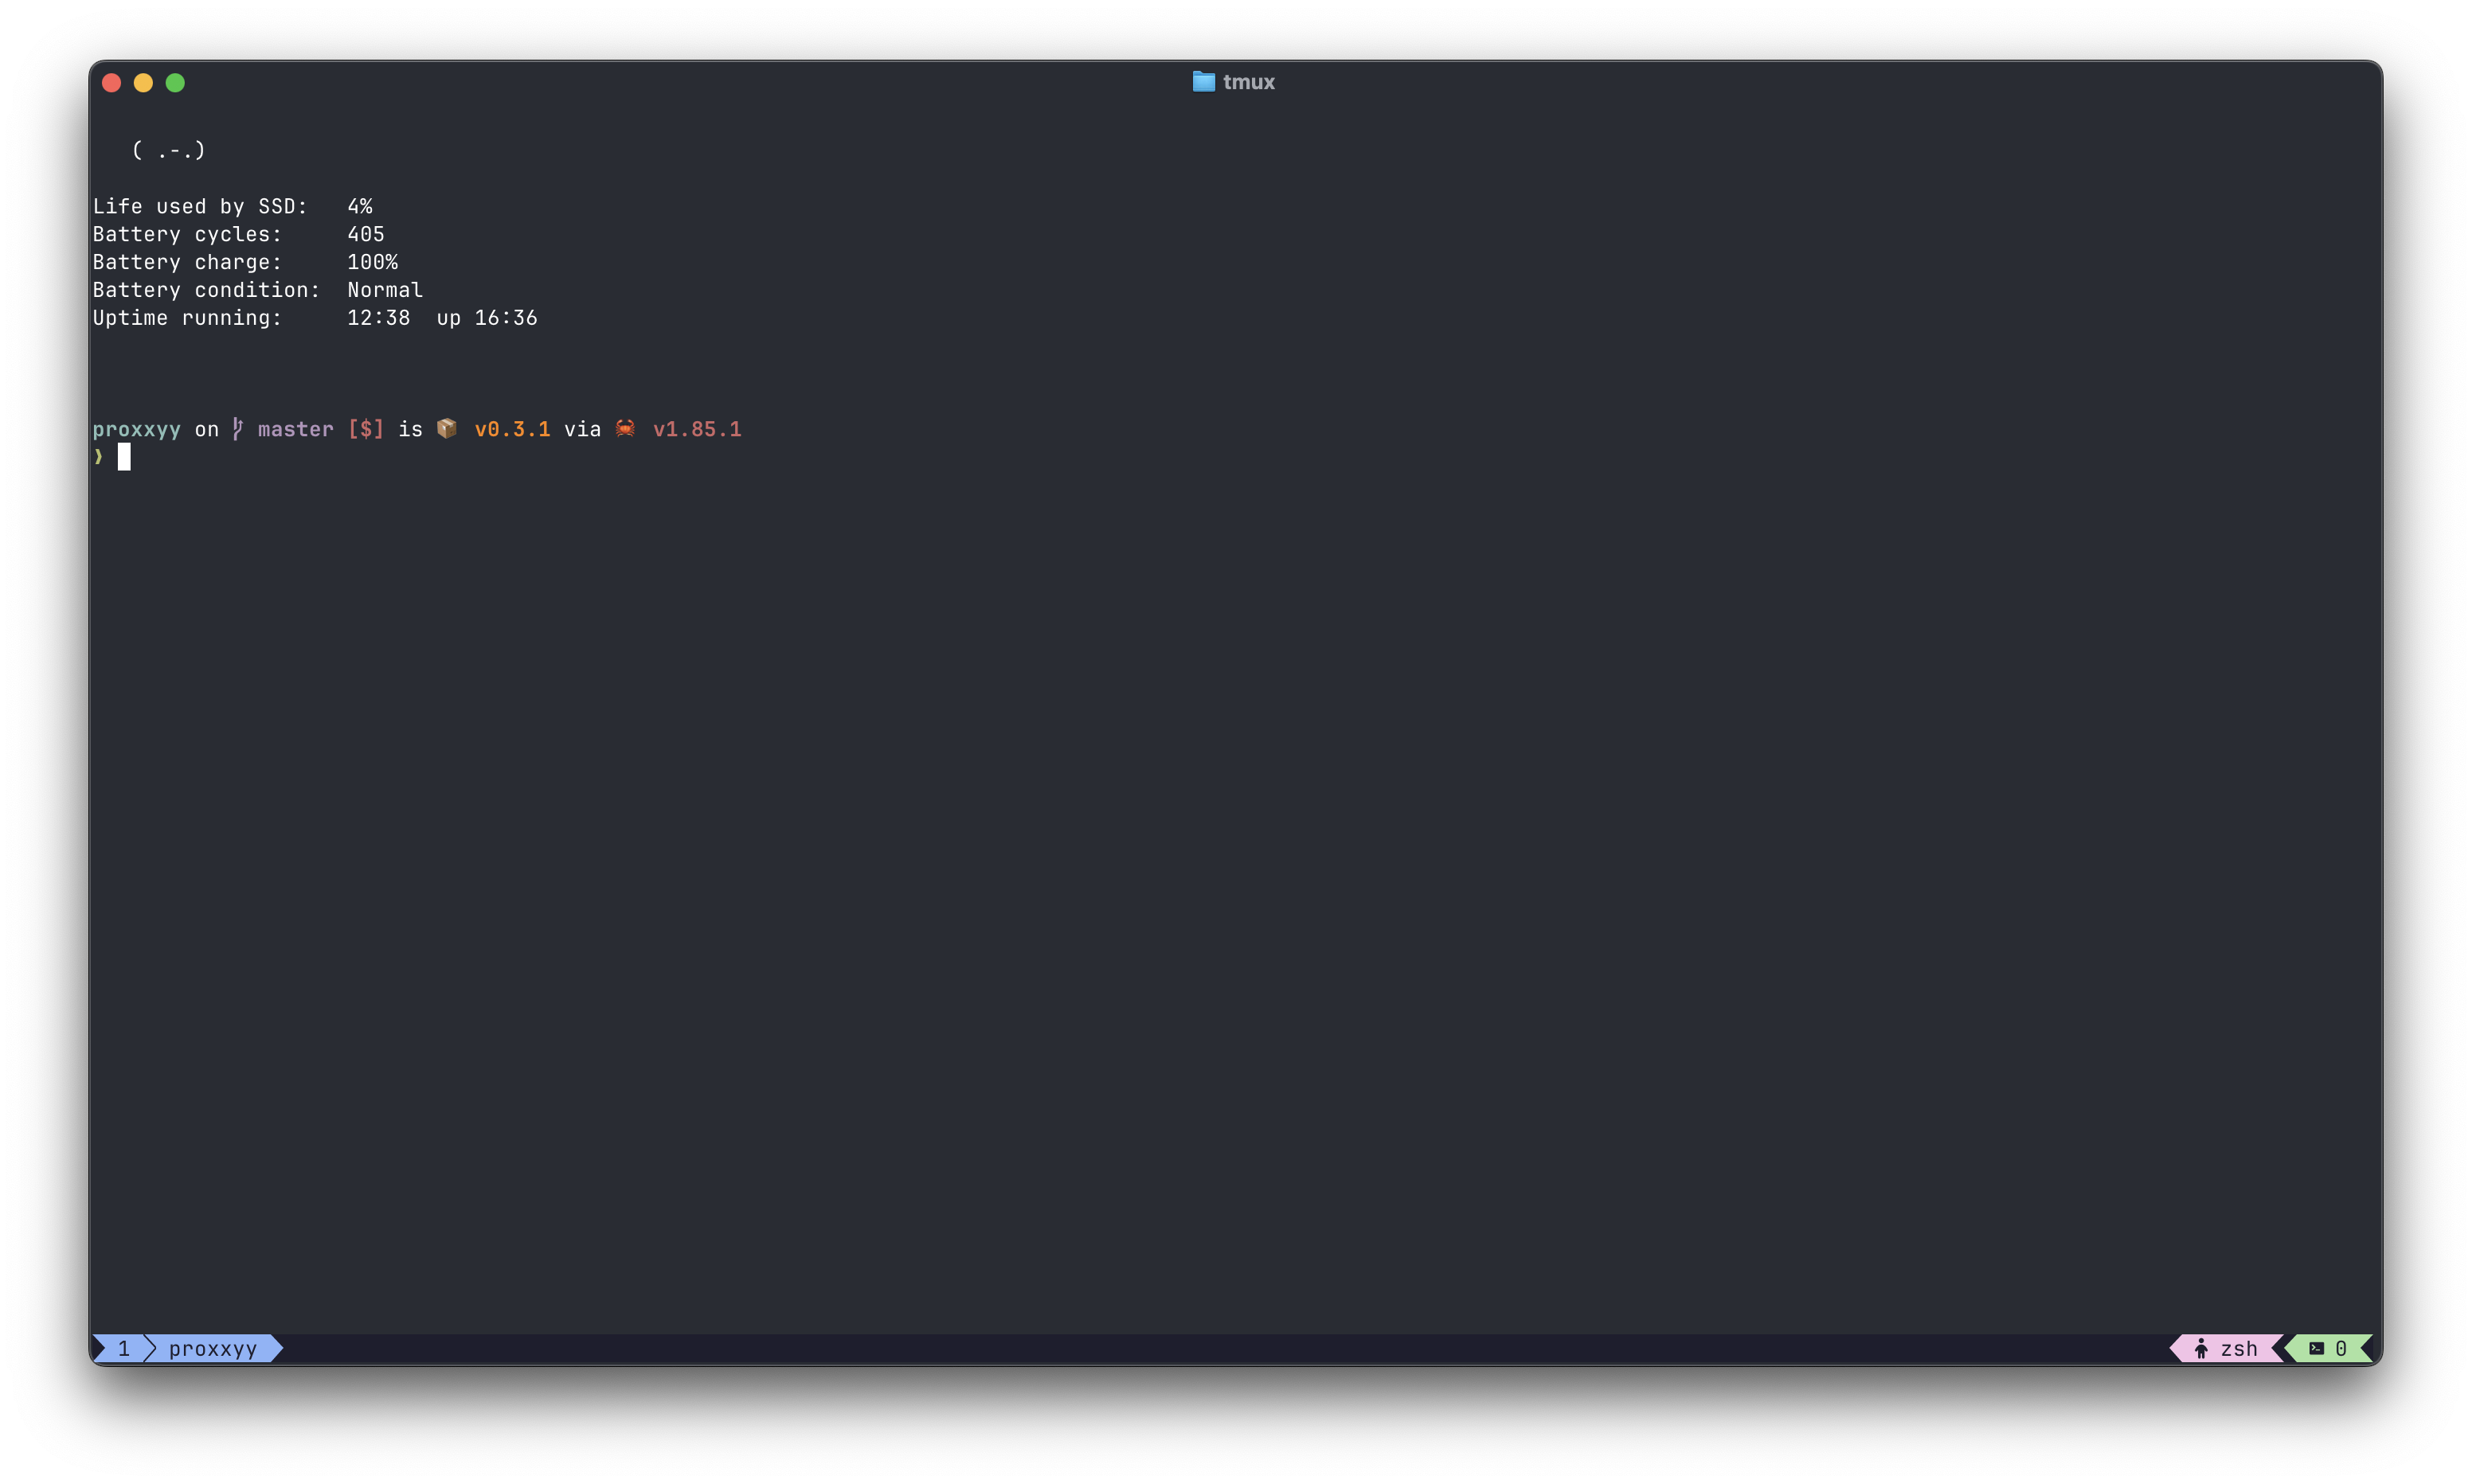 tmux
( .-.)
Life used by SSD:   4%
Battery cycles:     405
Battery charge:     100%
Battery condition:  Normal
Uptime running:     12:38  up 16:36
proxxyy on master [$] is 📦 v0.3.1 via 🦀 v1.85.1
❯
1 proxxyy zsh 0